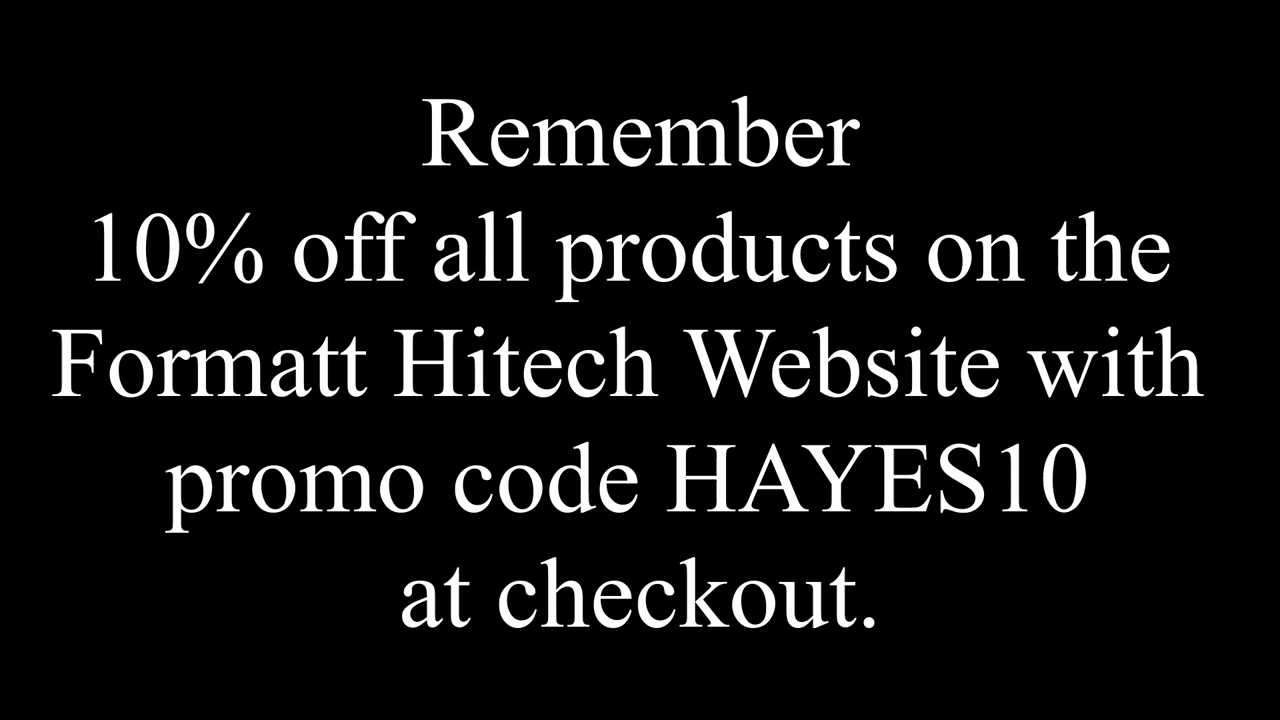 Remember
10% off all products on the
Formatt Hitech Website with
promo code HAYES10
at checkout.